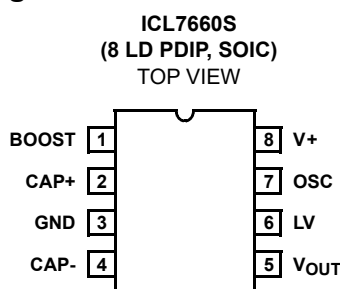 ICL7660S
(8 LD PDIP, SOIC)
TOP VIEW
BOOST 1 8 V+
CAP+ 2 7 OSC
GND 3 6 LV
CAP- 4 5 VOUT